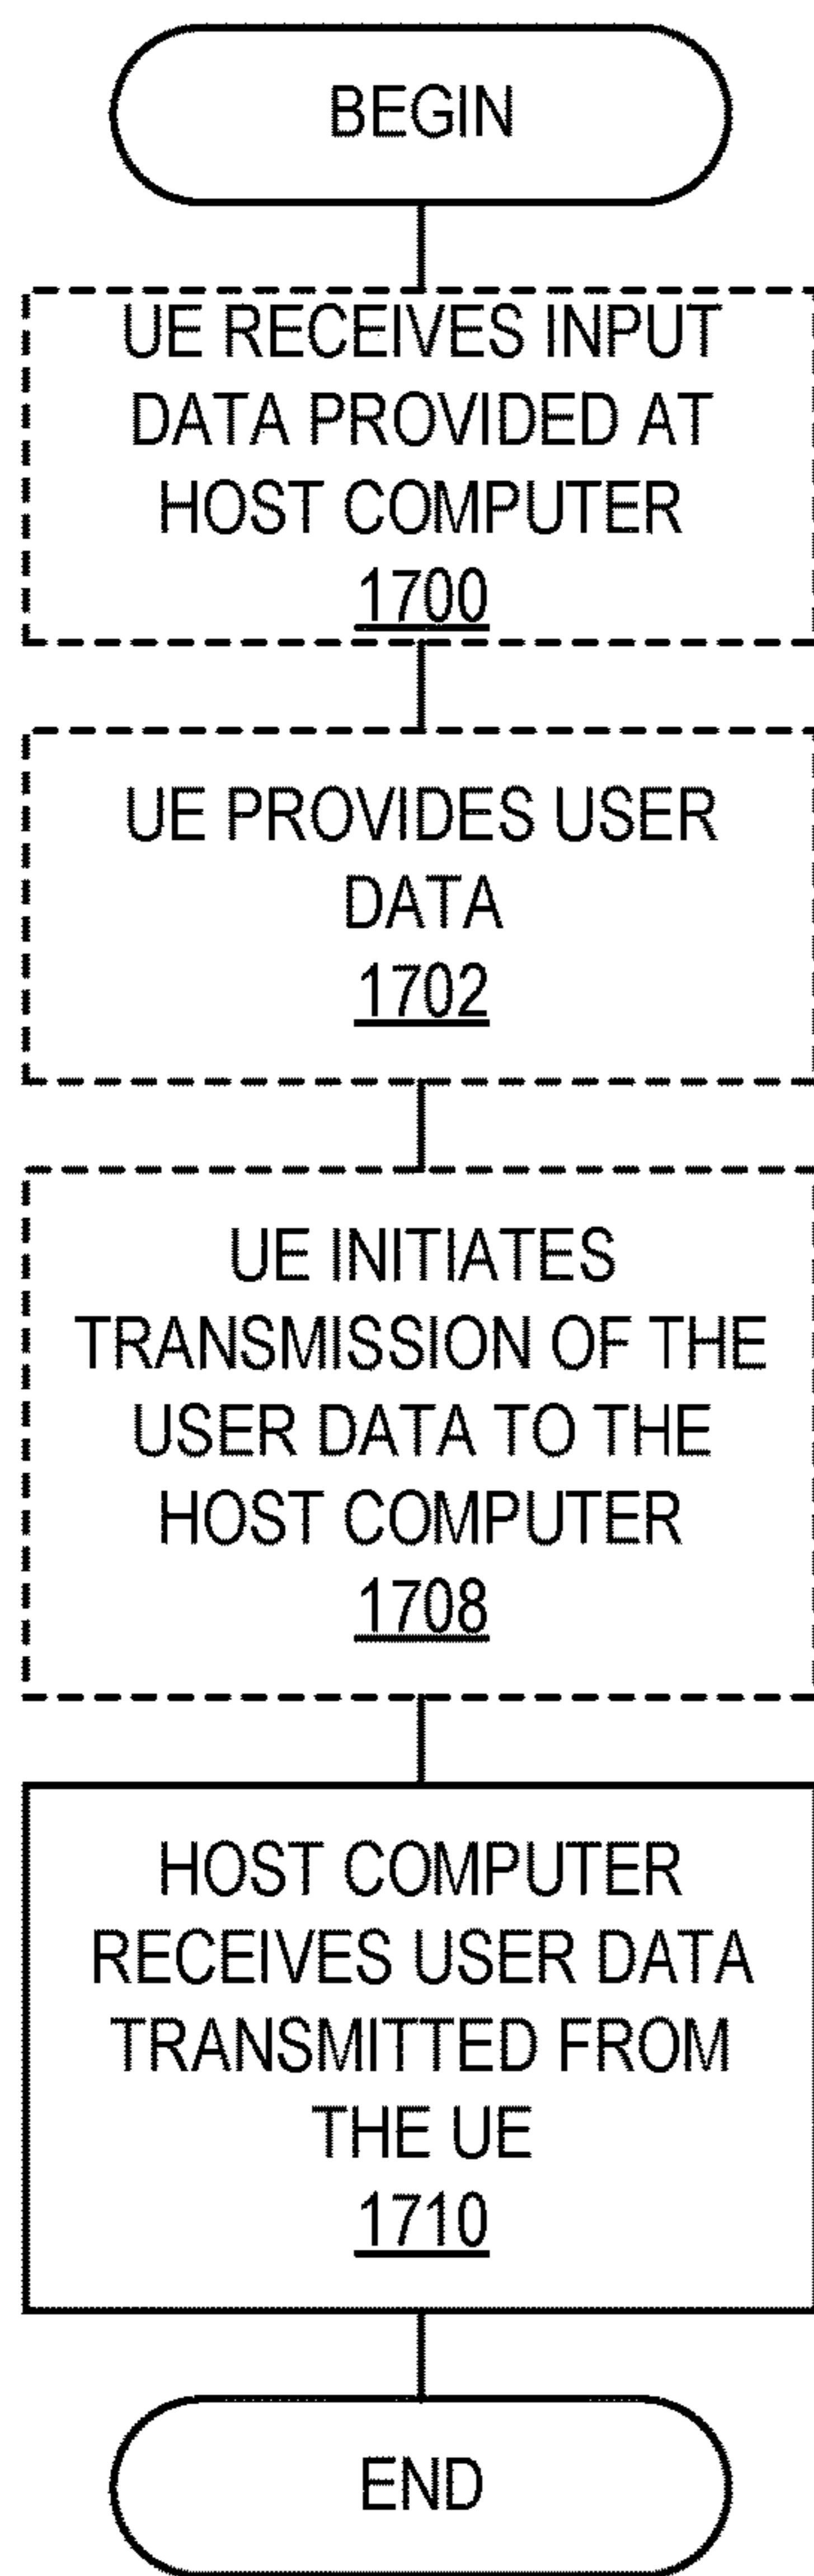 BEGIN
UE RECEIVES INPUT
DATA PROVIDED AT
HOST COMPUTER
1700
UE PROVIDES USER
DATA
1702
UE INITIATES
TRANSMISSION OF THE
USER DATA TO THE
HOST COMPUTER
1708
HOST COMPUTER
RECEIVES USER DATA
TRANSMITTED FROM
THE UE
1710
END